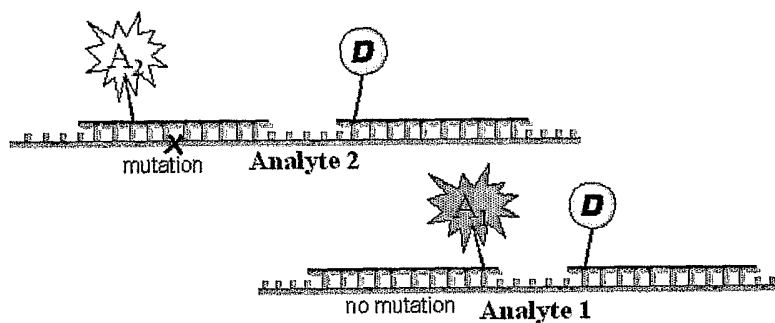 A2
D
mutation
Analyte 2
A1
D
no mutation
Analyte 1